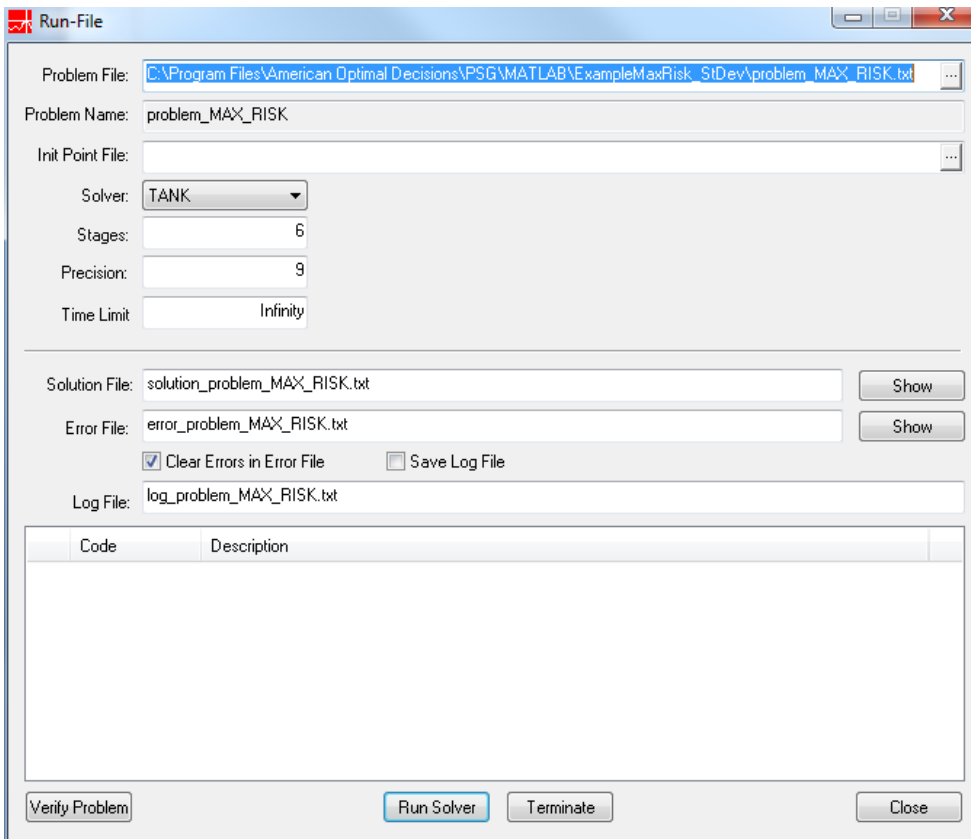 Run-File
Problem File: C:\Program Files\American Optimal Decisions\PSG\MATLAB\ExampleMaxRisk_StDev\problem_MAX_RISK.txt ...
Problem Name: problem_MAX_RISK
Init Point File: ...
Solver: TANK
Stages: 6
Precision: 9
Time Limit Infinity
Solution File: solution_problem_MAX_RISK.txt Show
Error File: error_problem_MAX_RISK.txt Show
Clear Errors in Error File Save Log File
Log File: log_problem_MAX_RISK.txt
Code Description
Verify Problem Run Solver Terminate Close